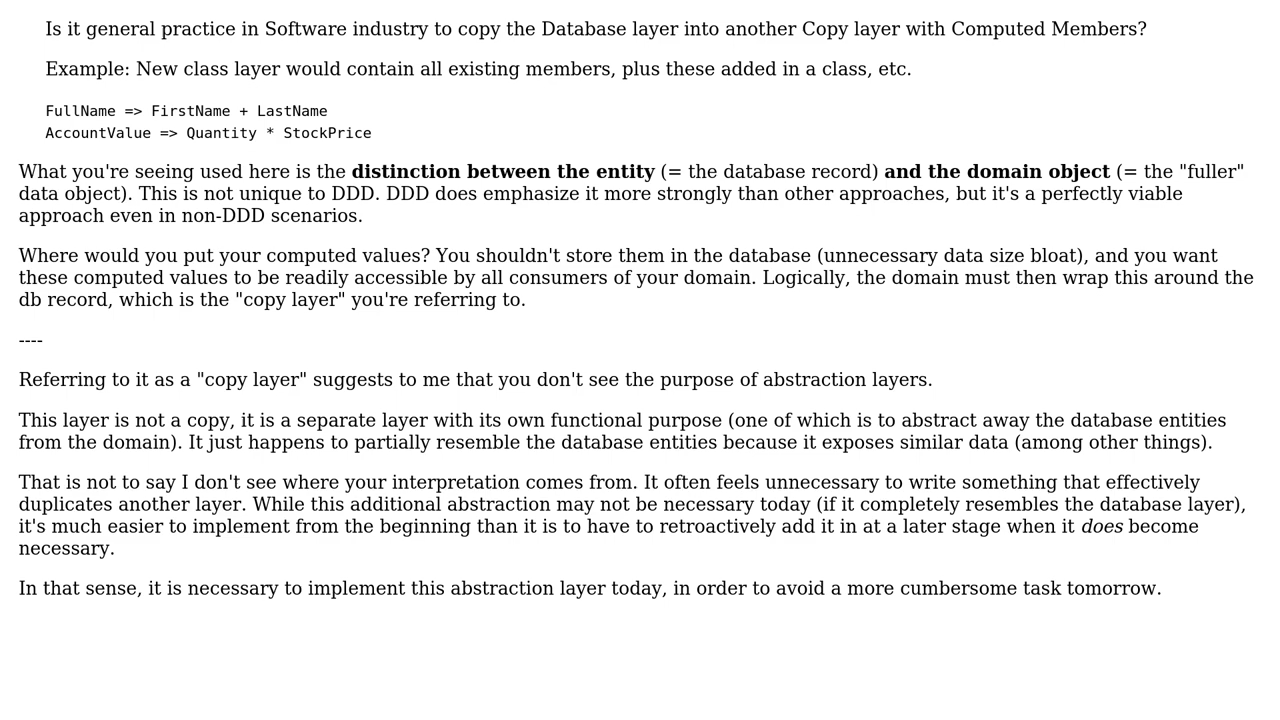 Is it general practice in Software industry to copy the Database layer into another Copy layer with Computed Members?
Example: New class layer would contain all existing members, plus these added in a class, etc.
FullName => FirstName + LastName
AccountValue => Quantity * StockPrice
What you're seeing used here is the distinction between the entity (= the database record) and the domain object (= the "fuller"
data object). This is not unique to DDD. DDD does emphasize it more strongly than other approaches, but it's a perfectly viable
approach even in non-DDD scenarios.
Where would you put your computed values? You shouldn't store them in the database (unnecessary data size bloat), and you want
these computed values to be readily accessible by all consumers of your domain. Logically, the domain must then wrap this around the
db record, which is the "copy layer" you're referring to.
----
Referring to it as a "copy layer" suggests to me that you don't see the purpose of abstraction layers.
This layer is not a copy, it is a separate layer with its own functional purpose (one of which is to abstract away the database entities
from the domain). It just happens to partially resemble the database entities because it exposes similar data (among other things).
That is not to say I don't see where your interpretation comes from. It often feels unnecessary to write something that effectively
duplicates another layer. While this additional abstraction may not be necessary today (if it completely resembles the database layer),
it's much easier to implement from the beginning than it is to have to retroactively add it in at a later stage when it does become
necessary.
In that sense, it is necessary to implement this abstraction layer today, in order to avoid a more cumbersome task tomorrow.